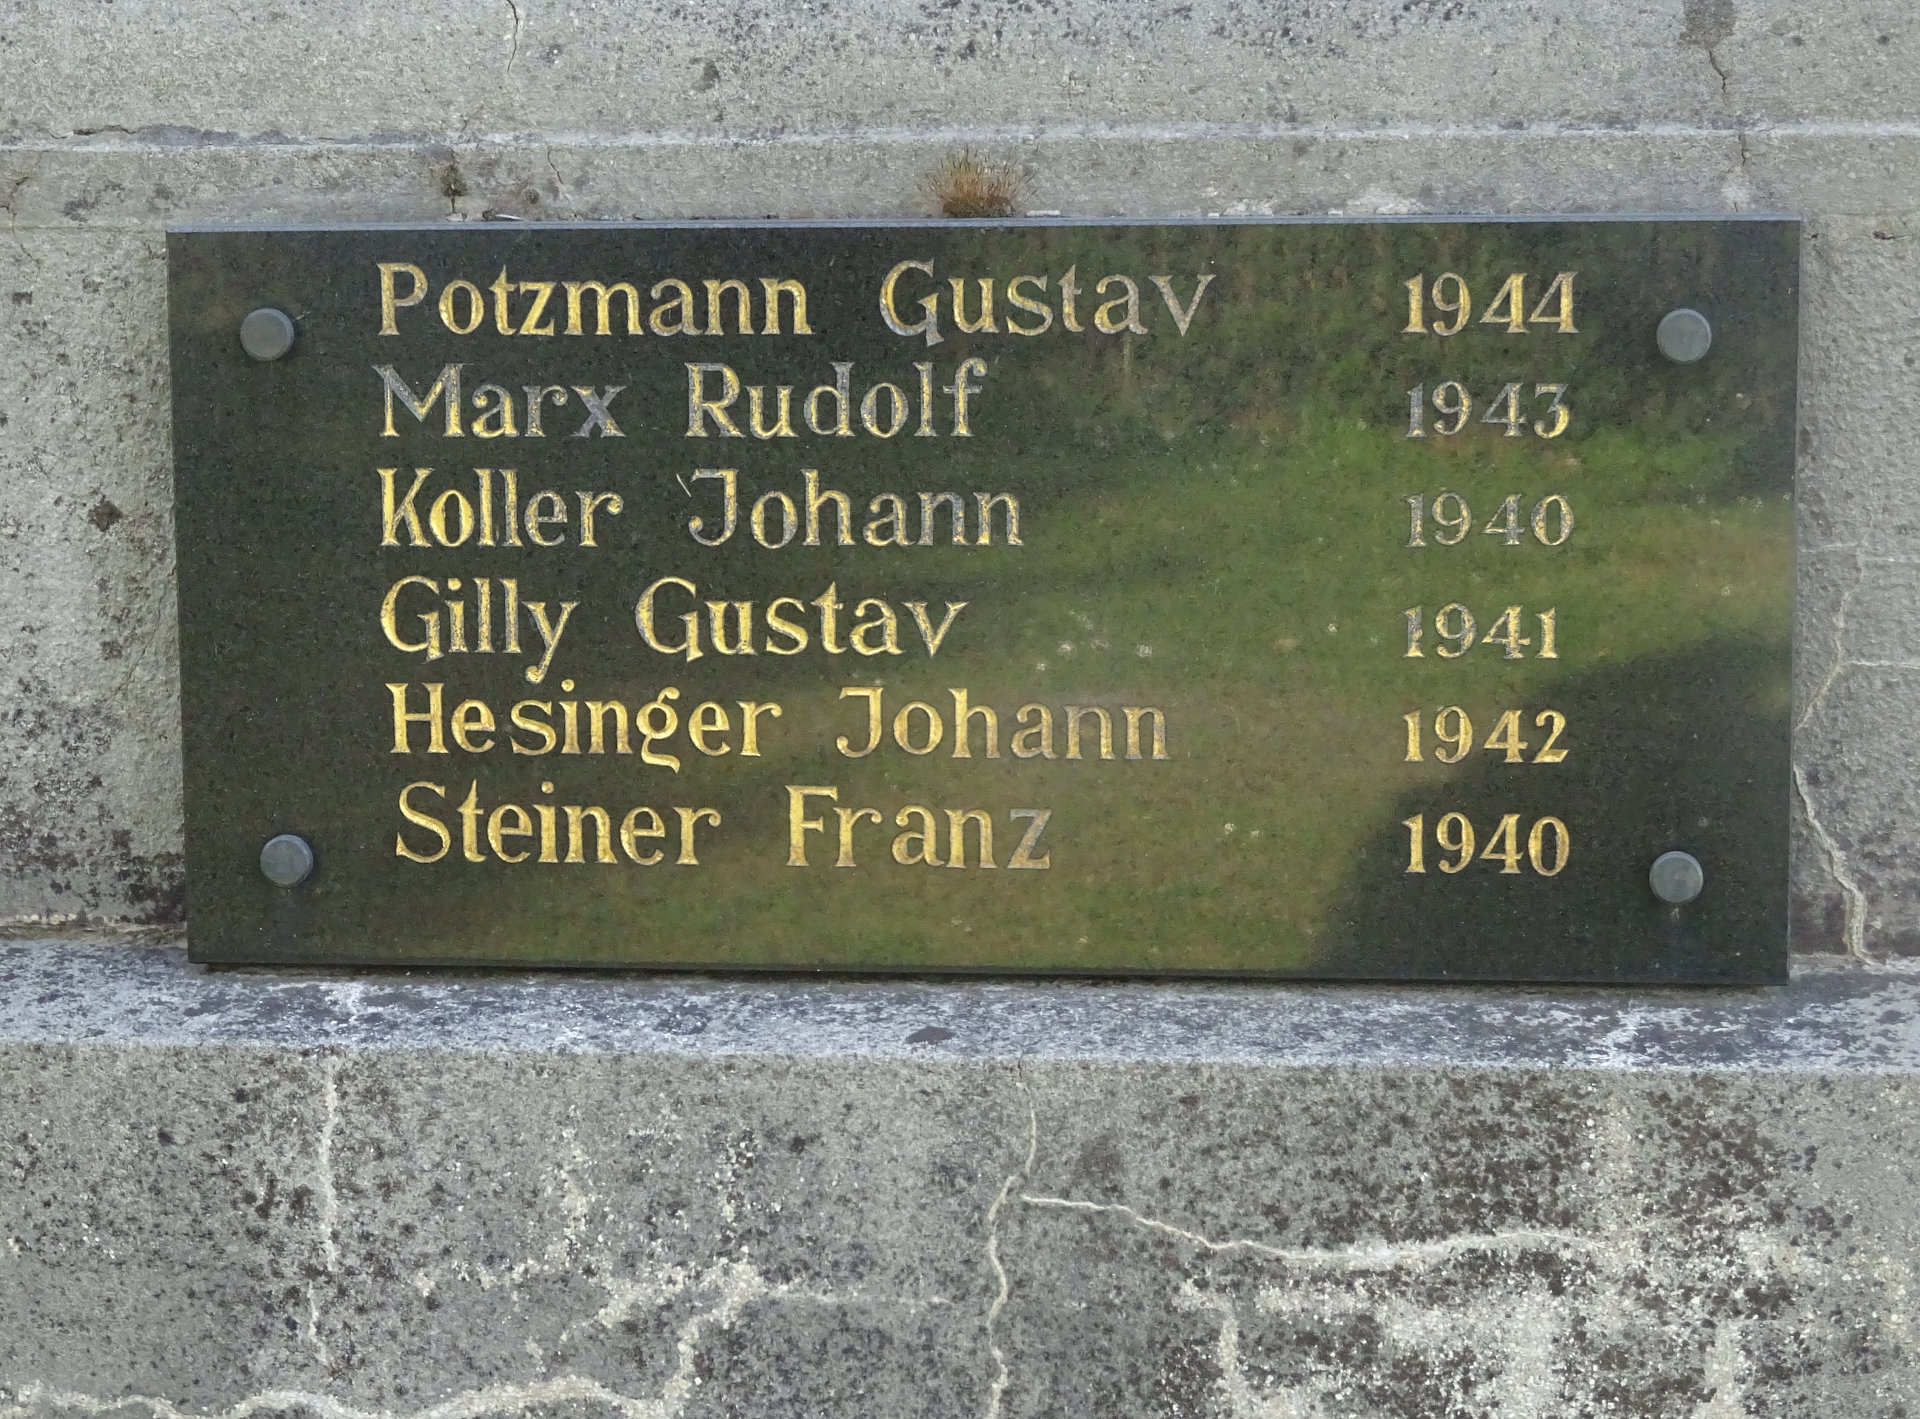 Potzmann Gustav 1944
Marx Rudolf 1943
Koller Johann 1940
Gilly Gustav 1941
Hesinger Johann 1942
Steiner Franz 1940